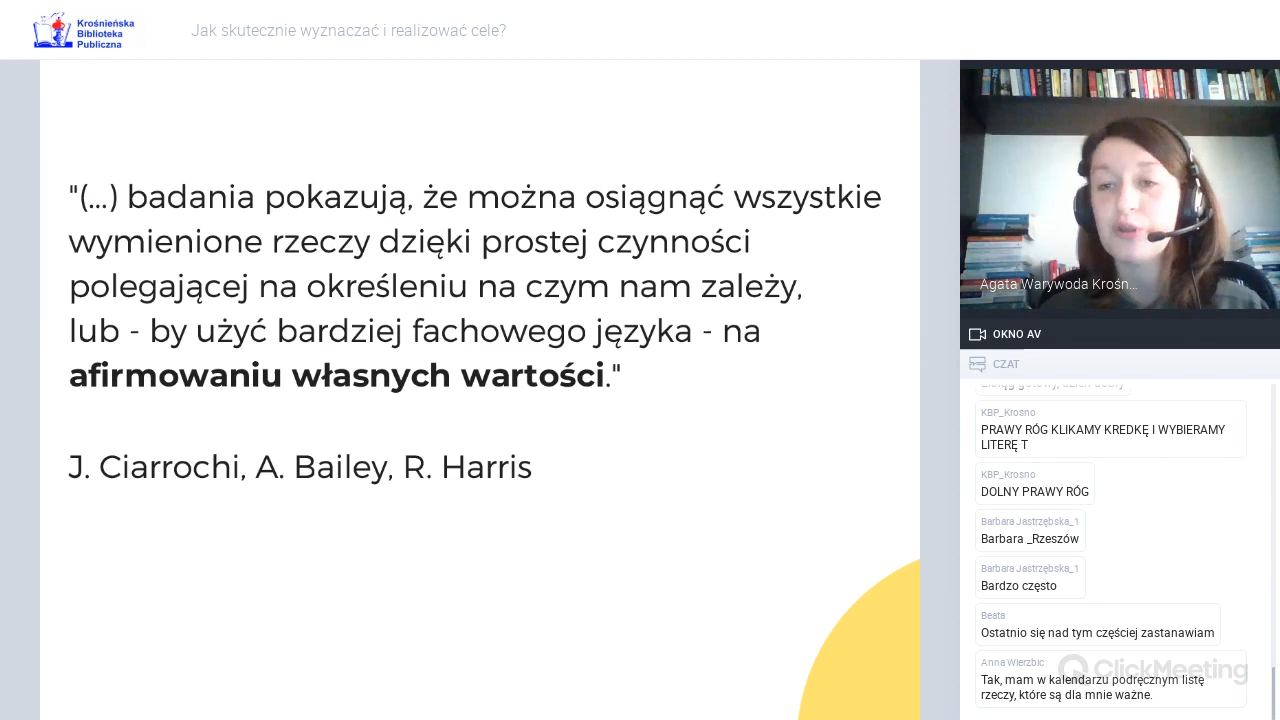 Krośnieńska
Biblioteka
Publiczna
Jak skutecznie wyznaczać i realizować cele?
"(...) badania pokazują, że można osiągnąć wszystkie
wymienione rzeczy dzięki prostej czynności
polegającej na określeniu na czym nam zależy,
lub - by użyć bardziej fachowego języka - na
afirmowaniu własnych wartości."
J. Ciarrochi, A. Bailey, R. Harris
Agata Warywoda Krośn...
OKNO AV
CZAT
KBP_Krosno
PRAWY RÓG KLIKAMY KREDKĘ I WYBIERAMY
LITERĘ T
KBP_Krosno
DOLNY PRAWY RÓG
Barbara Jastrzębska_1
Barbara _Rzeszów
Barbara Jastrzębska_1
Bardzo często
Beata
Ostatnio się nad tym częściej zastanawiam
Anna Wierzbic
ClickMeeting
Tak, mam w kalendarzu podręcznym listę
rzeczy, które są dla mnie ważne.